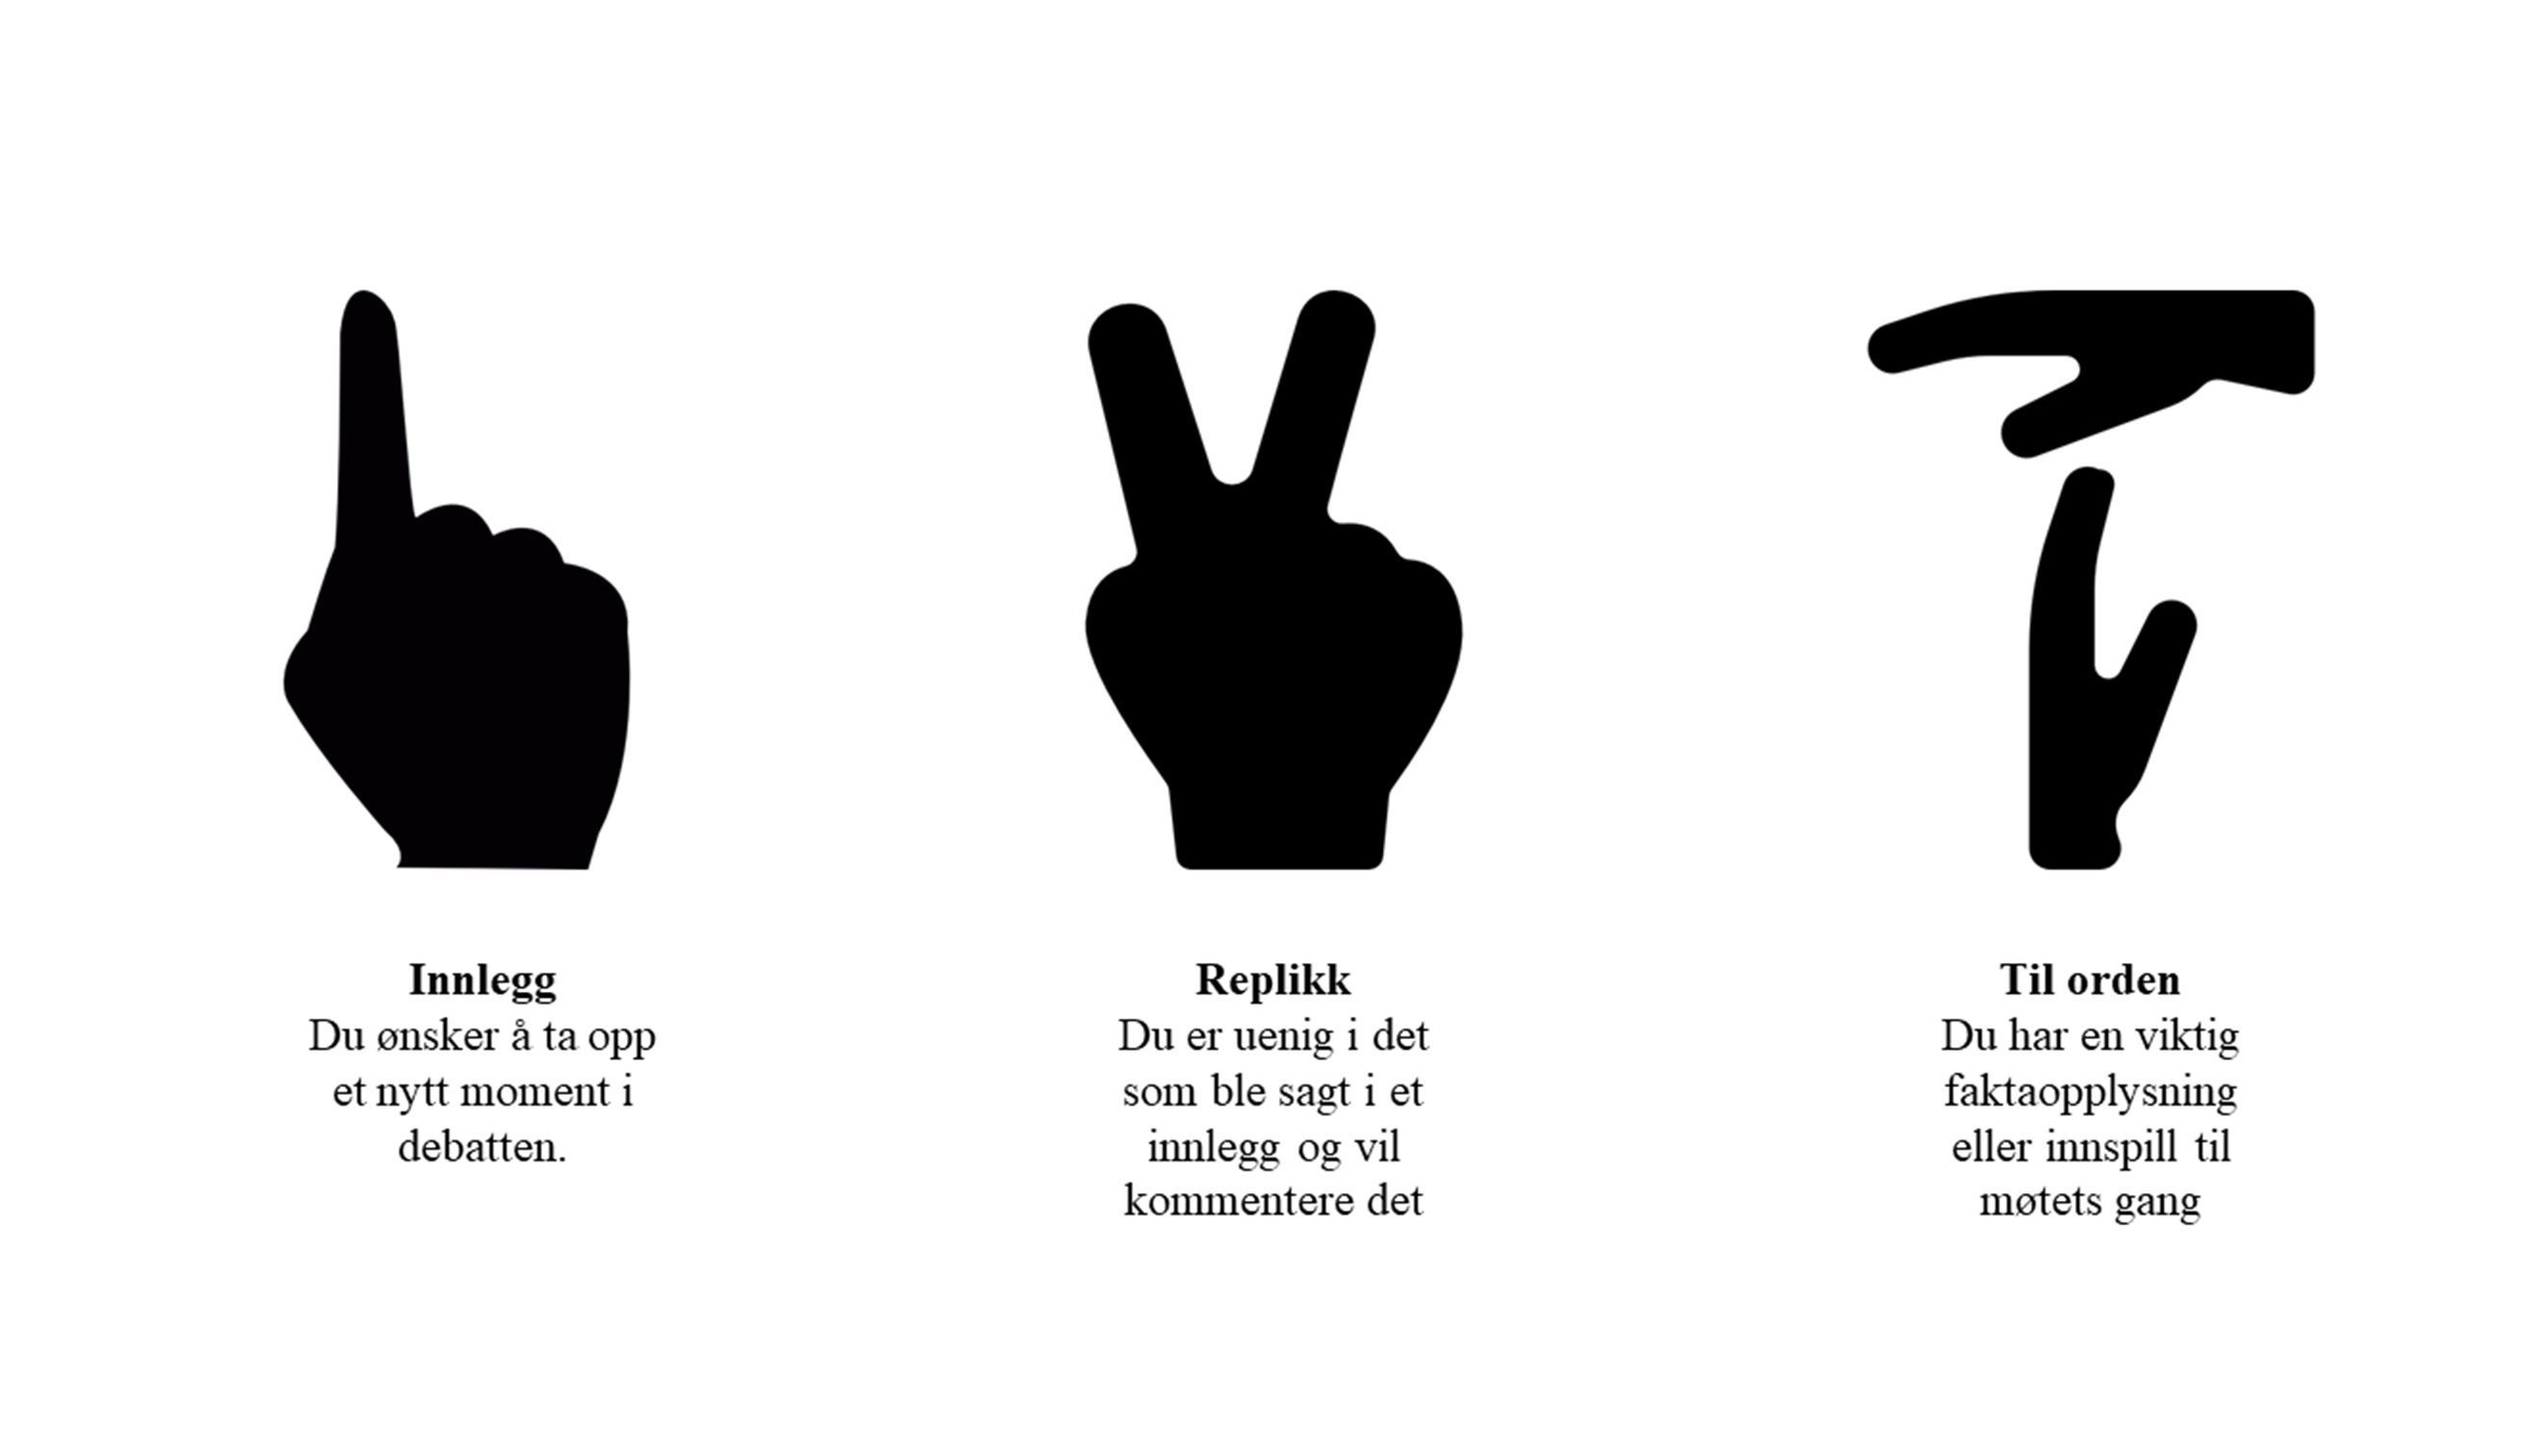 Innlegg
Du ønsker å ta opp
et nytt moment i
debatten.
Replikk
Du er uenig i det
som ble sagt i et
innlegg og vil
kommentere det
Til orden
Du har en viktig
faktaopplysning
eller innspill til
møtets gang